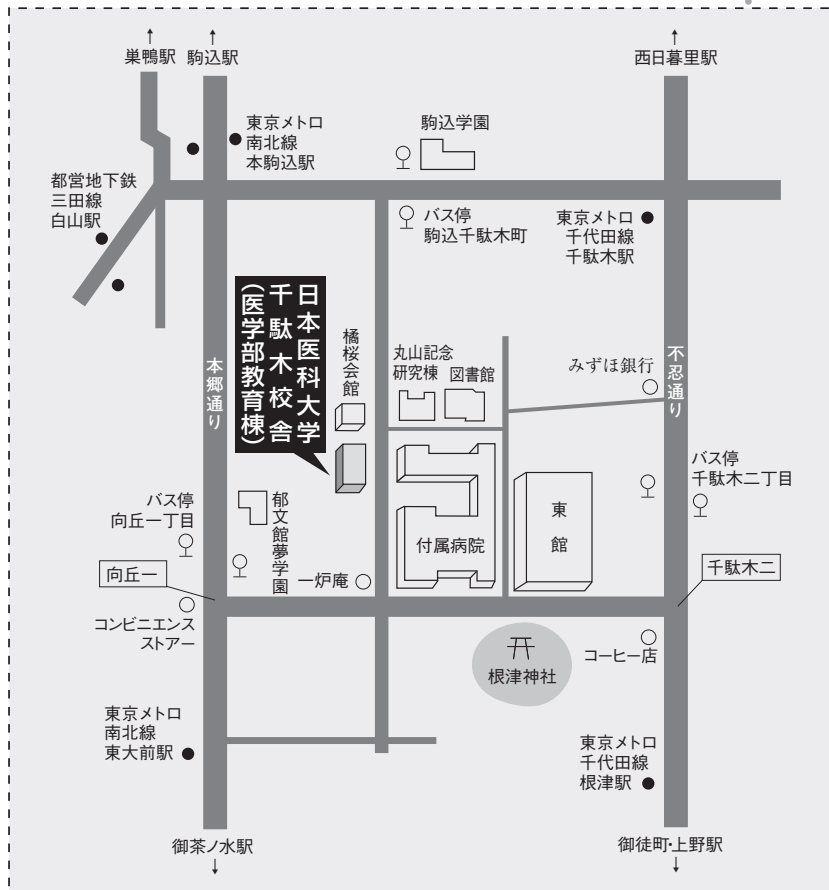 巣鴨駅
駒込駅
西日暮里駅
東京メトロ
南北線
本駒込駅
駒込学園
都営地下鉄
三田線
白山駅
バス停
駒込千駄木町
東京メトロ
千代田線
千駄木駅
日本医科大学
千駄木校舎
(医学部教育棟)
橘桜会館
丸山記念
研究棟
図書館
みずほ銀行
本郷通り
不忍通り
バス停
千駄木二丁目
バス停
向丘一丁目
郁文館夢学園
付属病院
東館
向丘一
一炉庵
千駄木二
コンビニエンス
ストアー
根津神社
コーヒー店
東京メトロ
南北線
東大前駅
東京メトロ
千代田線
根津駅
御茶ノ水駅
御徒町・上野駅